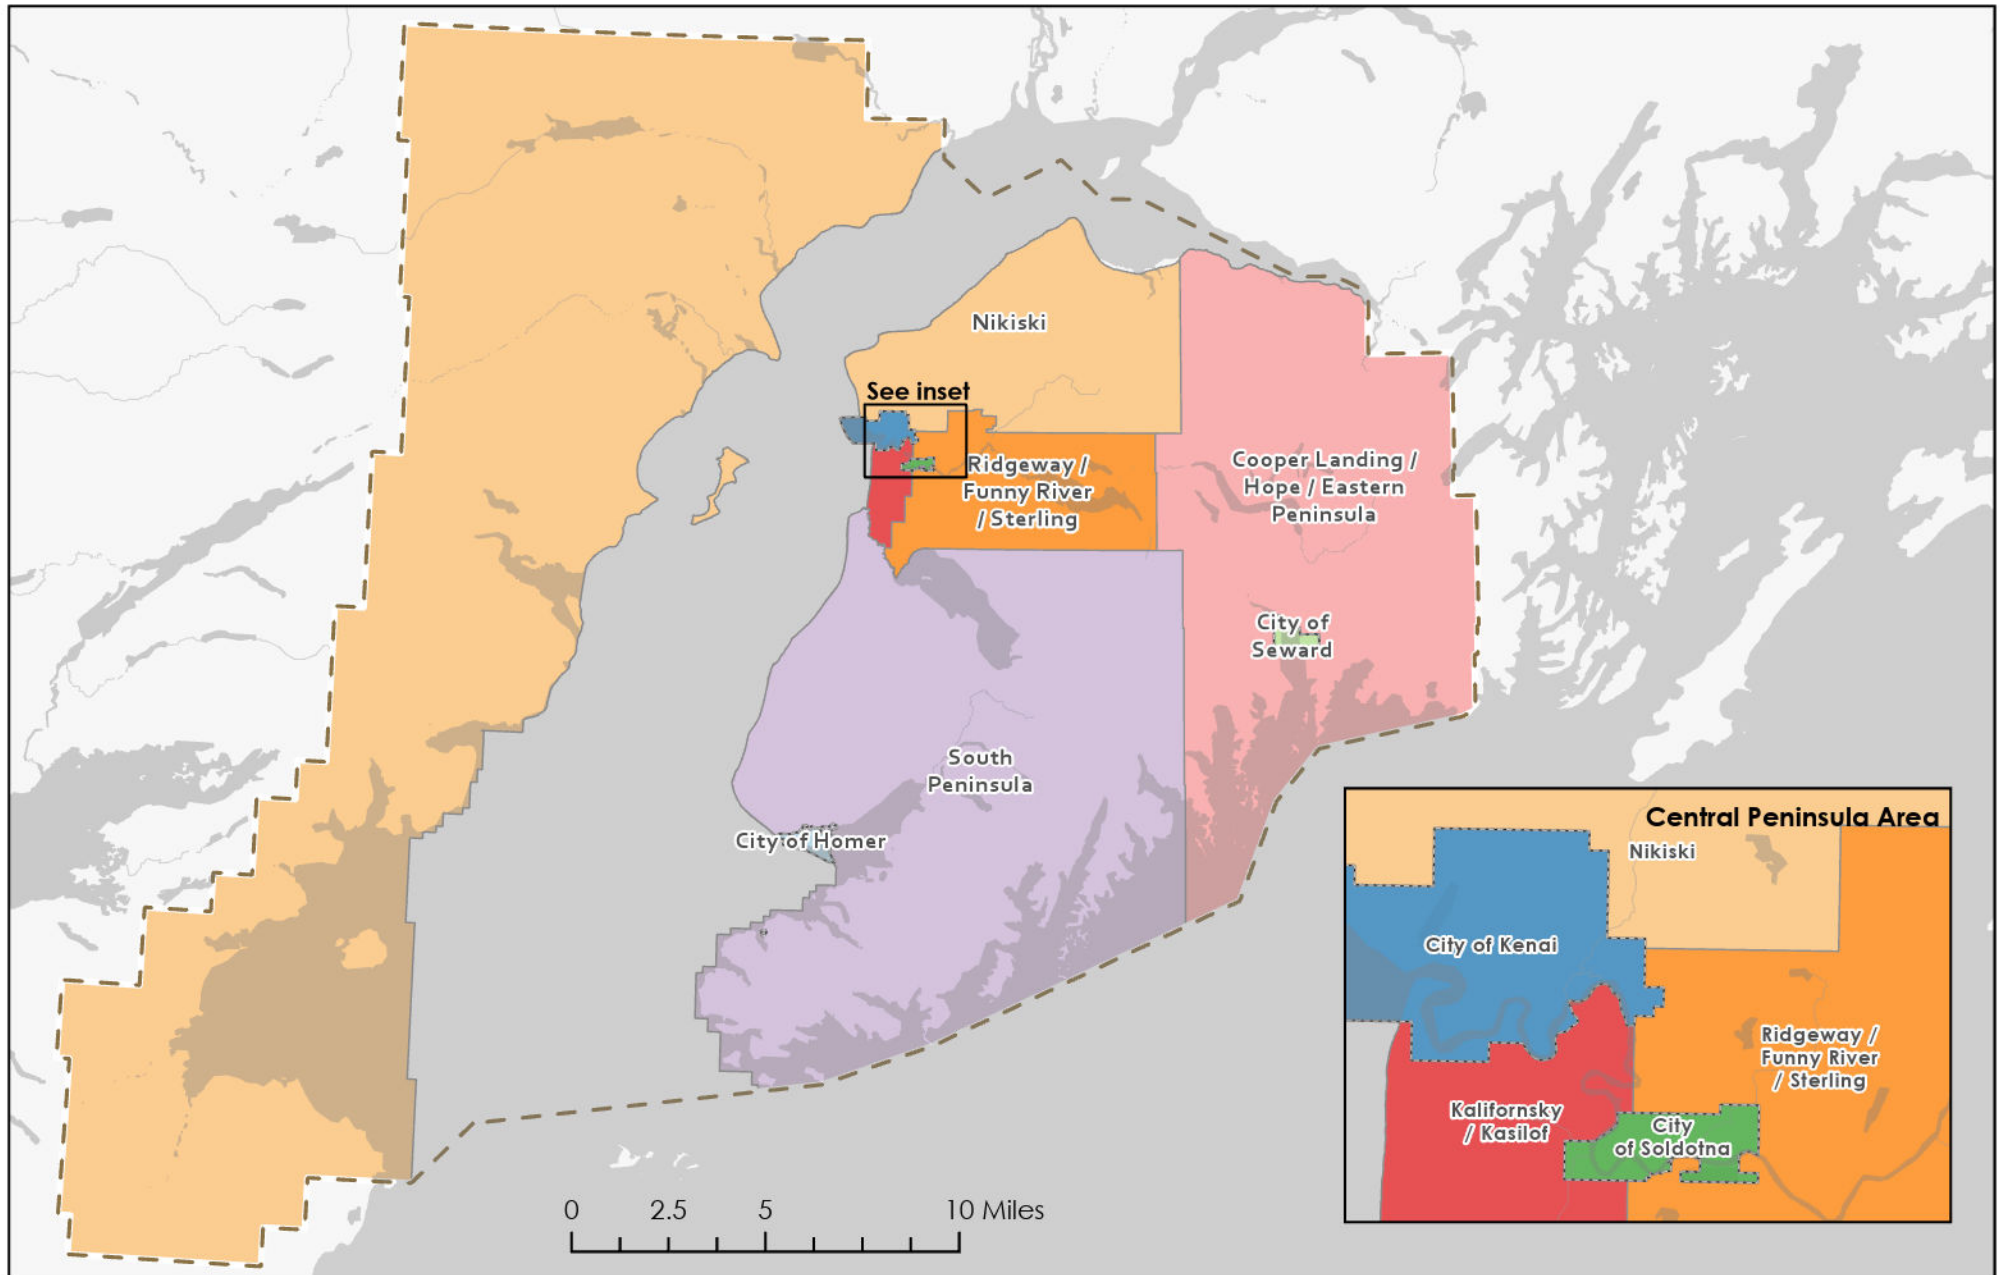 Nikiski
See inset
Ridgeway /
Funny River
/ Sterling
Cooper Landing /
Hope / Eastern
Peninsula
City of
Seward
South
Peninsula
City of Homer
Central Peninsula Area
Nikiski
City of Kenai
Ridgeway /
Funny River
/ Sterling
Kalifornsky
/ Kasilof
City
of Soldotna
0 2.5 5 10 Miles